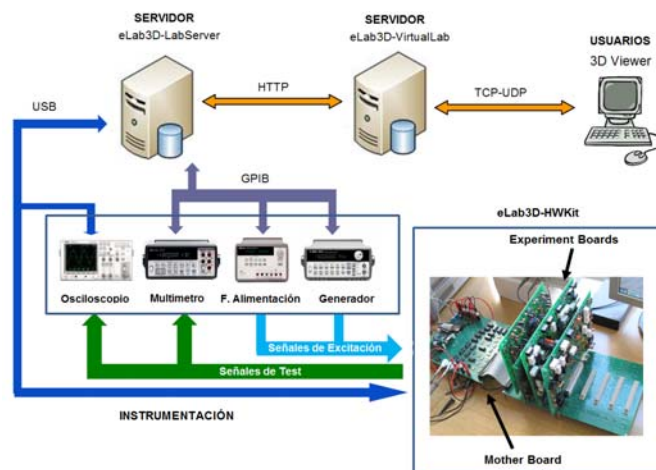 SERVIDOR
eLab3D-LabServer
SERVIDOR
eLab3D-VirtualLab
USUARIOS
3D Viewer
USB
HTTP
TCP-UDP
GPIB
eLab3D-HWKit
Experiment Boards
Osciloscopio
Multimetro
F. Alimentación
Generador
Señales de Excitación
Señales de Test
INSTRUMENTACIÓN
Mother Board